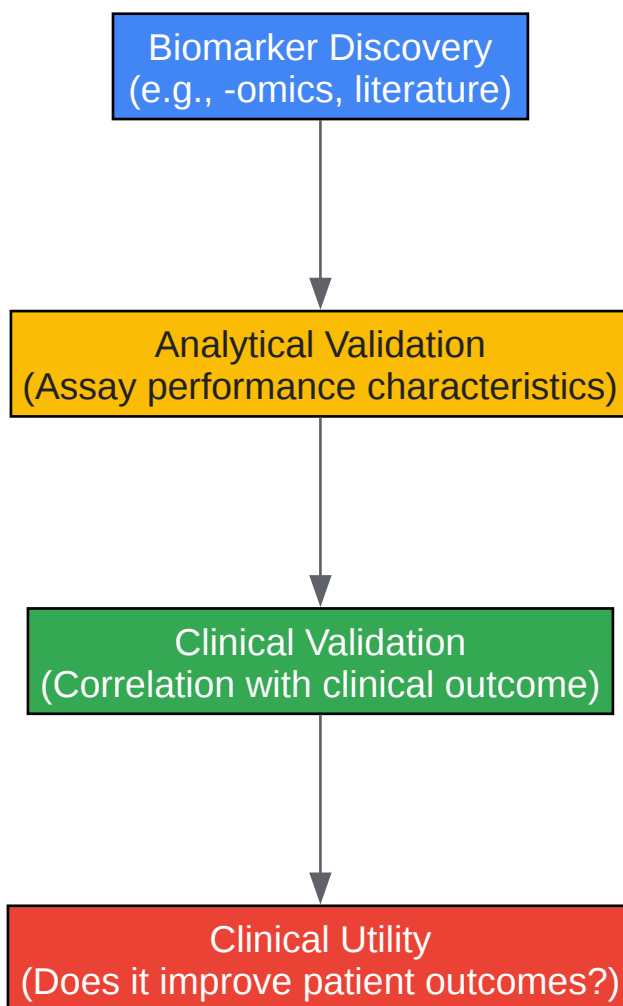 Biomarker Discovery
(e.g., -omics, literature)
Analytical Validation
(Assay performance characteristics)
Clinical Validation
(Correlation with clinical outcome)
Clinical Utility
(Does it improve patient outcomes?)